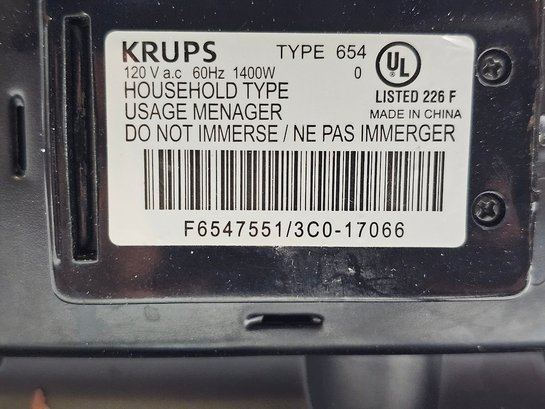 KRUPS TYPE 654
120 V a.c 60Hz 1400W 0
HOUSEHOLD TYPE
USAGE MENAGER
DO NOT IMMERSE / NE PAS IMMERGER
UL
LISTED 226 F
MADE IN CHINA
F6547551/3C0-17066